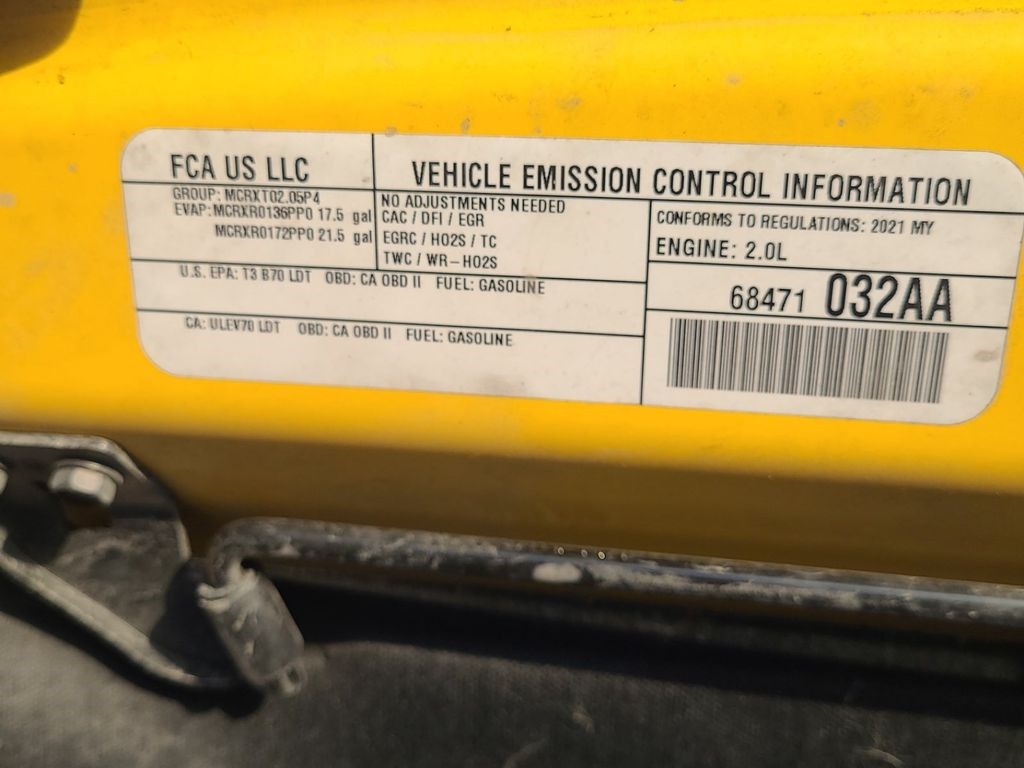 FCA US LLC
VEHICLE EMISSION CONTROL INFORMATION
GROUP: MCRXT02.05P4
EVAP: MCRXR0136PP0 17.5 gal
MCRXR0172PP0 21.5 gal
NO ADJUSTMENTS NEEDED
CAC / DFI / EGR
EGRC / HO2S / TC
TWC / WR-HO2S
CONFORMS TO REGULATIONS: 2021 MY
ENGINE: 2.0L
U.S. EPA: T3 B70 LDT OBD: CA OBD II FUEL: GASOLINE
68471 032AA
CA: ULEV70 LDT OBD: CA OBD II FUEL: GASOLINE